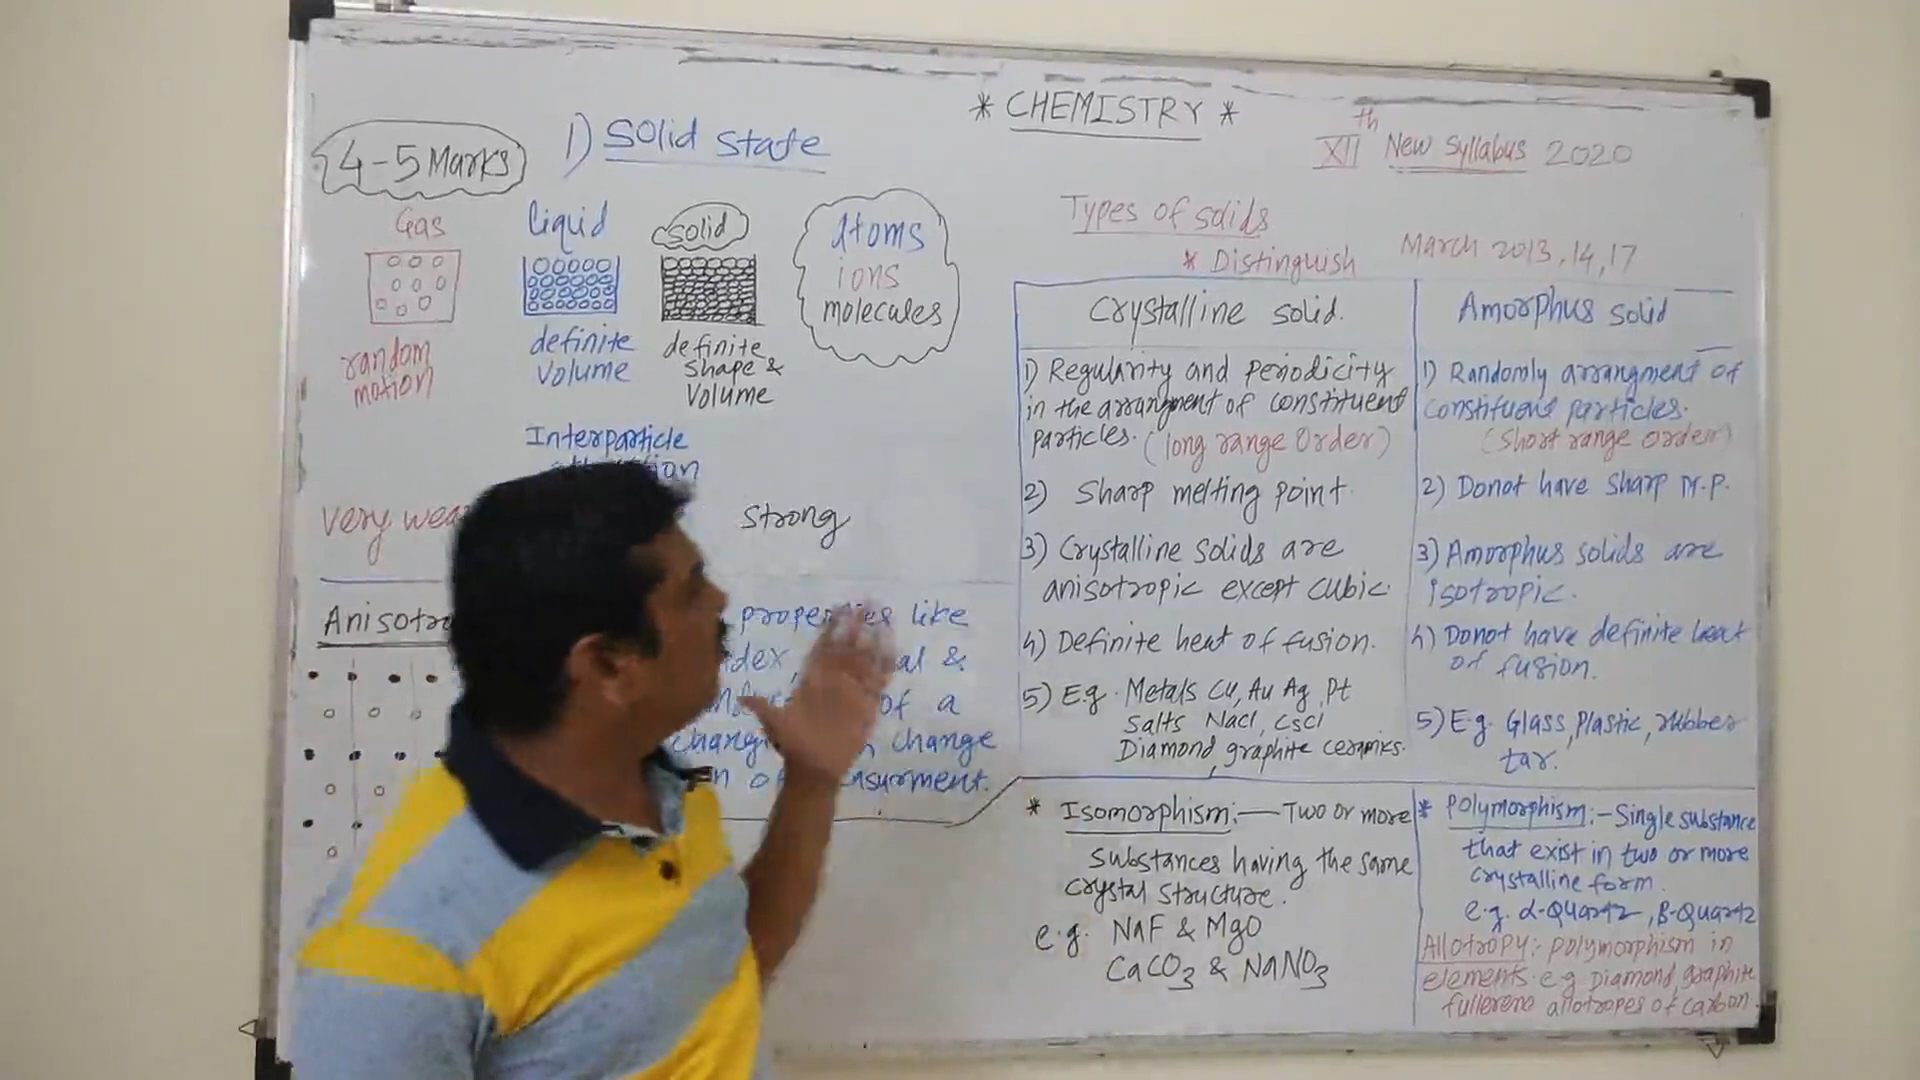 * CHEMISTRY *
XII th New Syllabus 2020
4-5 Marks
1) Solid State
Gas
liquid
solid
Atoms
ions
molecules
random
motion
definite
volume
definite
shape &
Volume
Interparticle
Very
Strong
properties like
&
of a
change
measurment.
Types of solids
* Distinguish March 2013, 14, 17
Crystalline solid.
1) Regularity and periodicity
in the arrangment of constituent
particles. (long range Order)
2) Sharp melting point.
3) Crystalline solids are
anisotropic except cubic.
4) Definite heat of fusion.
5) E.g. Metals Cu, Au Ag, Pt
Salts Nacl, CsCl
Diamond, graphite ceramics.
Amorphus solid
1) Randomly arrangment of
constituent particles.
(Short range order)
2) Donot have sharp M.P.
3) Amorphus solids are
isotropic.
4) Donot have definite heat
of fusion.
5) E.g. Glass, Plastic, rubber
tar.
* Isomorphism:— Two or more
substances having the same
crystal structure.
e.g. NaF & MgO
CaCO3 & NaNO3
* Polymorphism:- Single substance
that exist in two or more
crystalline form.
e.g. α-Quartz, β-Quartz
Allotropy:- polymorphism in
elements e.g Diamond, graphite
fullerene allotropes of carbon